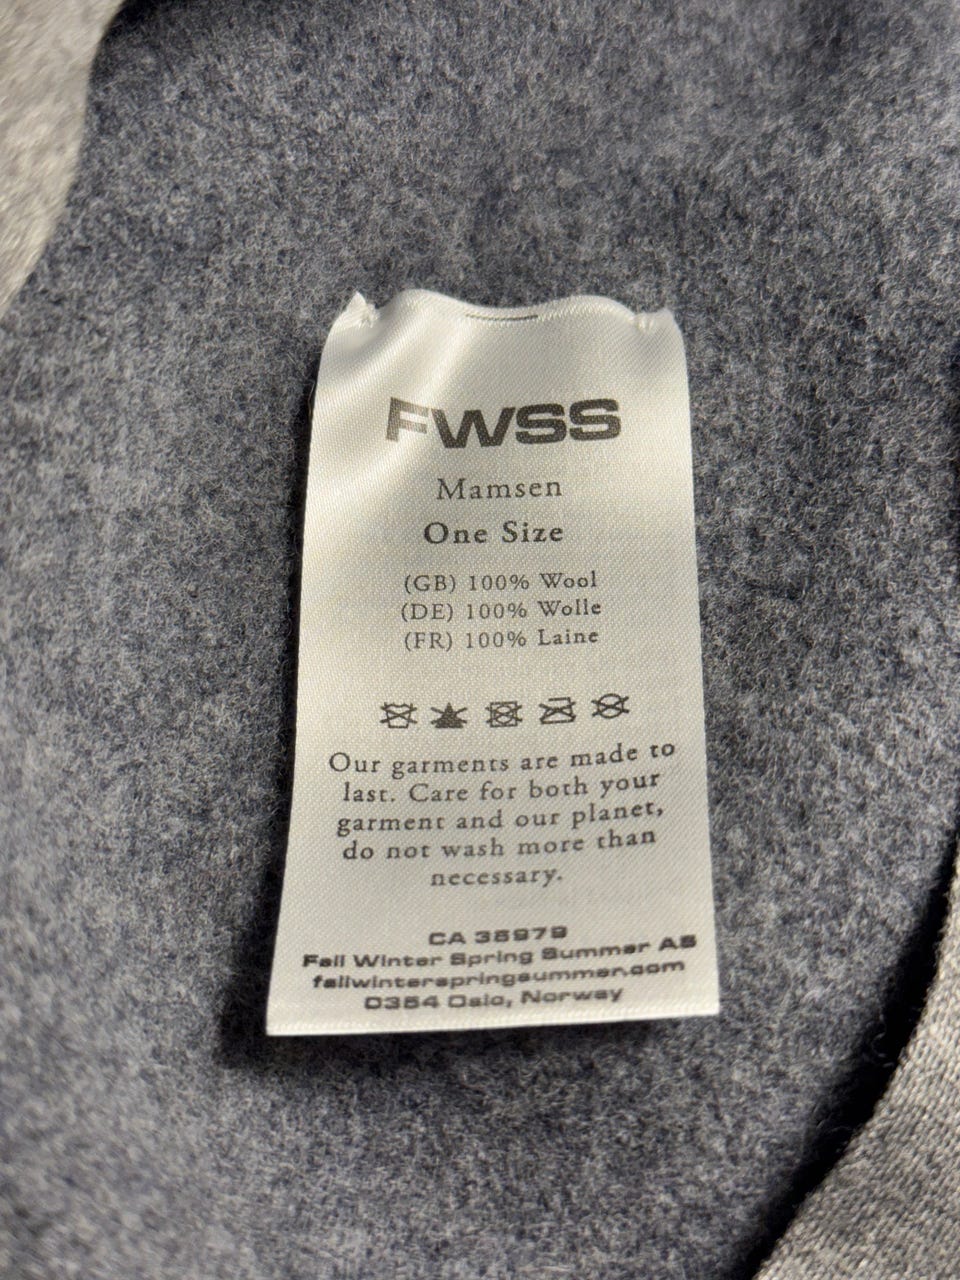 FWSS
Mamsen
One Size
(GB) 100% Wool
(DE) 100% Wolle
(FR) 100% Laine
Our garments are made to
last. Care for both your
garment and our planet,
do not wash more than
necessary.
CA 36979
Fall Winter Spring Summer AS
fallwinterspringsummer.com
0364 Oslo, Norway